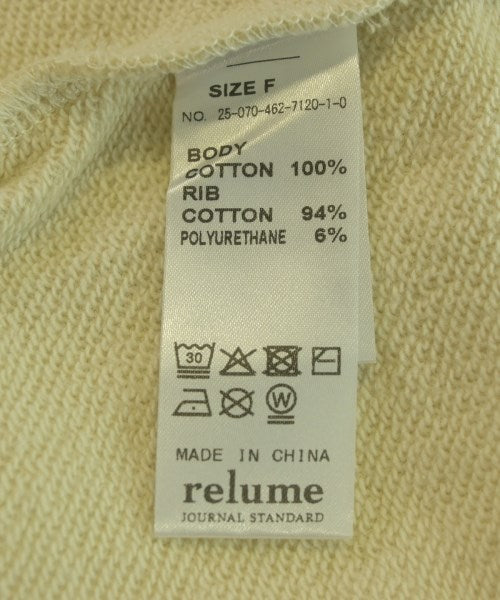 SIZE F
NO. 25-070-462-7120-1-0
BODY
COTTON 100%
RIB
COTTON 94%
POLYURETHANE 6%
30
W
MADE IN CHINA
relume
JOURNAL STANDARD